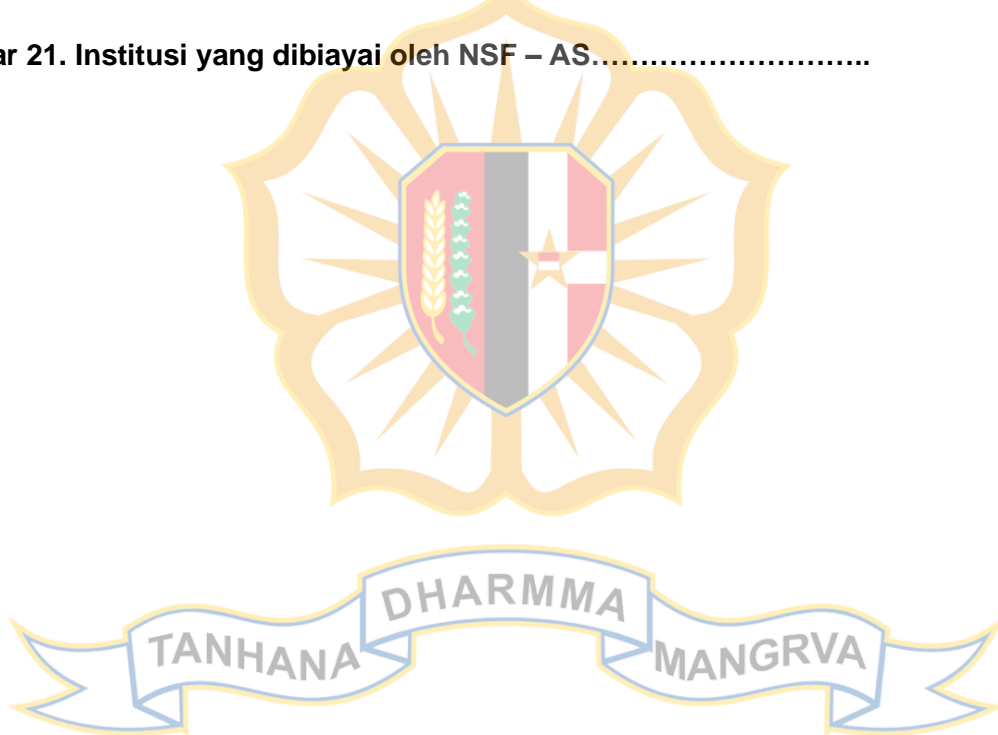 ar 21. Institusi yang dibiayai oleh NSF – AS………………………..
TANHANA DHARMMA MANGRVA